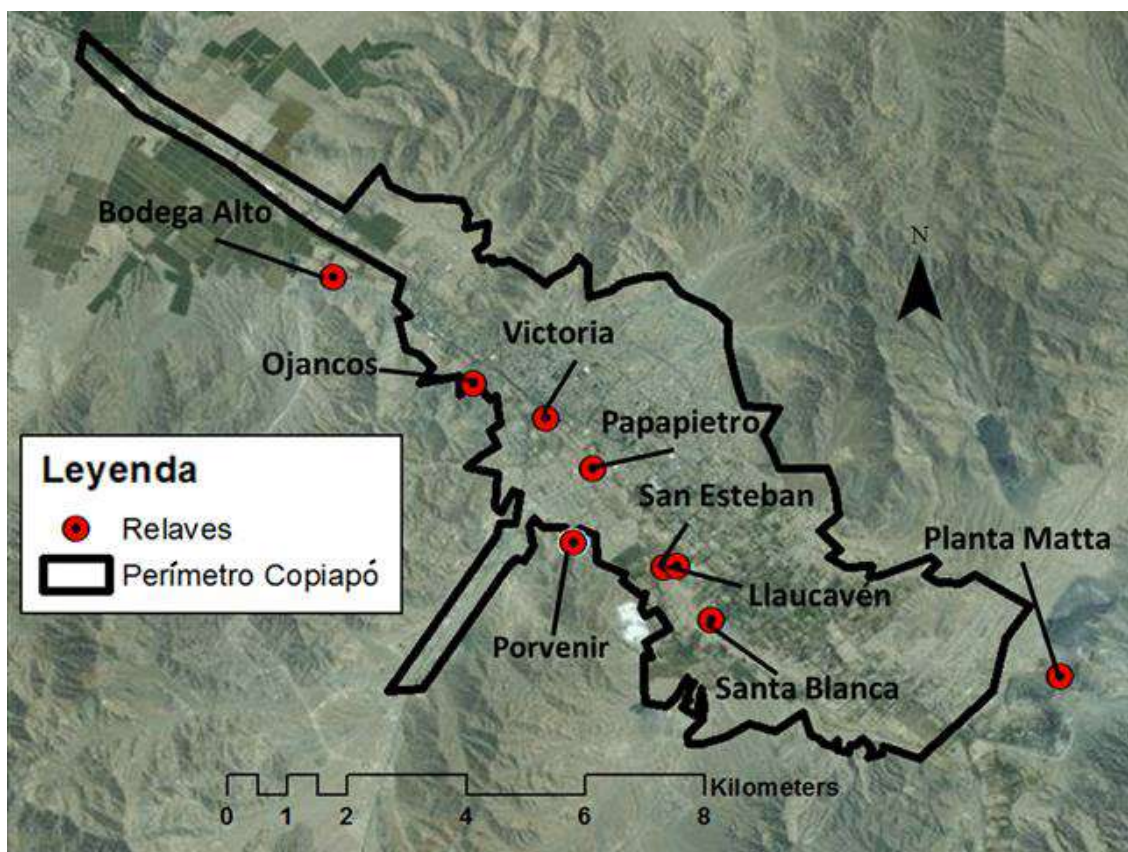 Bodega Alto
N
Victoria
Ojancos
Papapietro
San Esteban
Planta Matta
Llaucavén
Porvenir
Santa Blanca
Leyenda
Relaves
Perímetro Copiapó
Kilometers
0 1 2 4 6 8